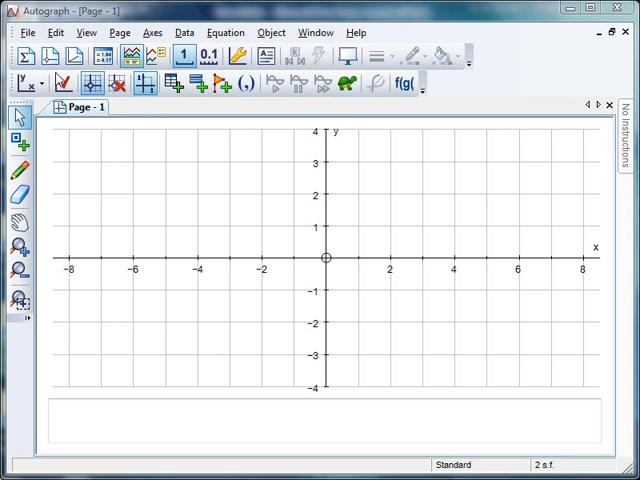 Autograph - [Page - 1]
File Edit View Page Axes Data Equation Object Window Help
Σ 1 0.1 A
y x (,) f(g(
Page - 1
No Instructions
4 y
3
2
1
x
−8 −6 −4 −2 0 2 4 6 8
−1
−2
−3
−4
Standard 2 s.f.